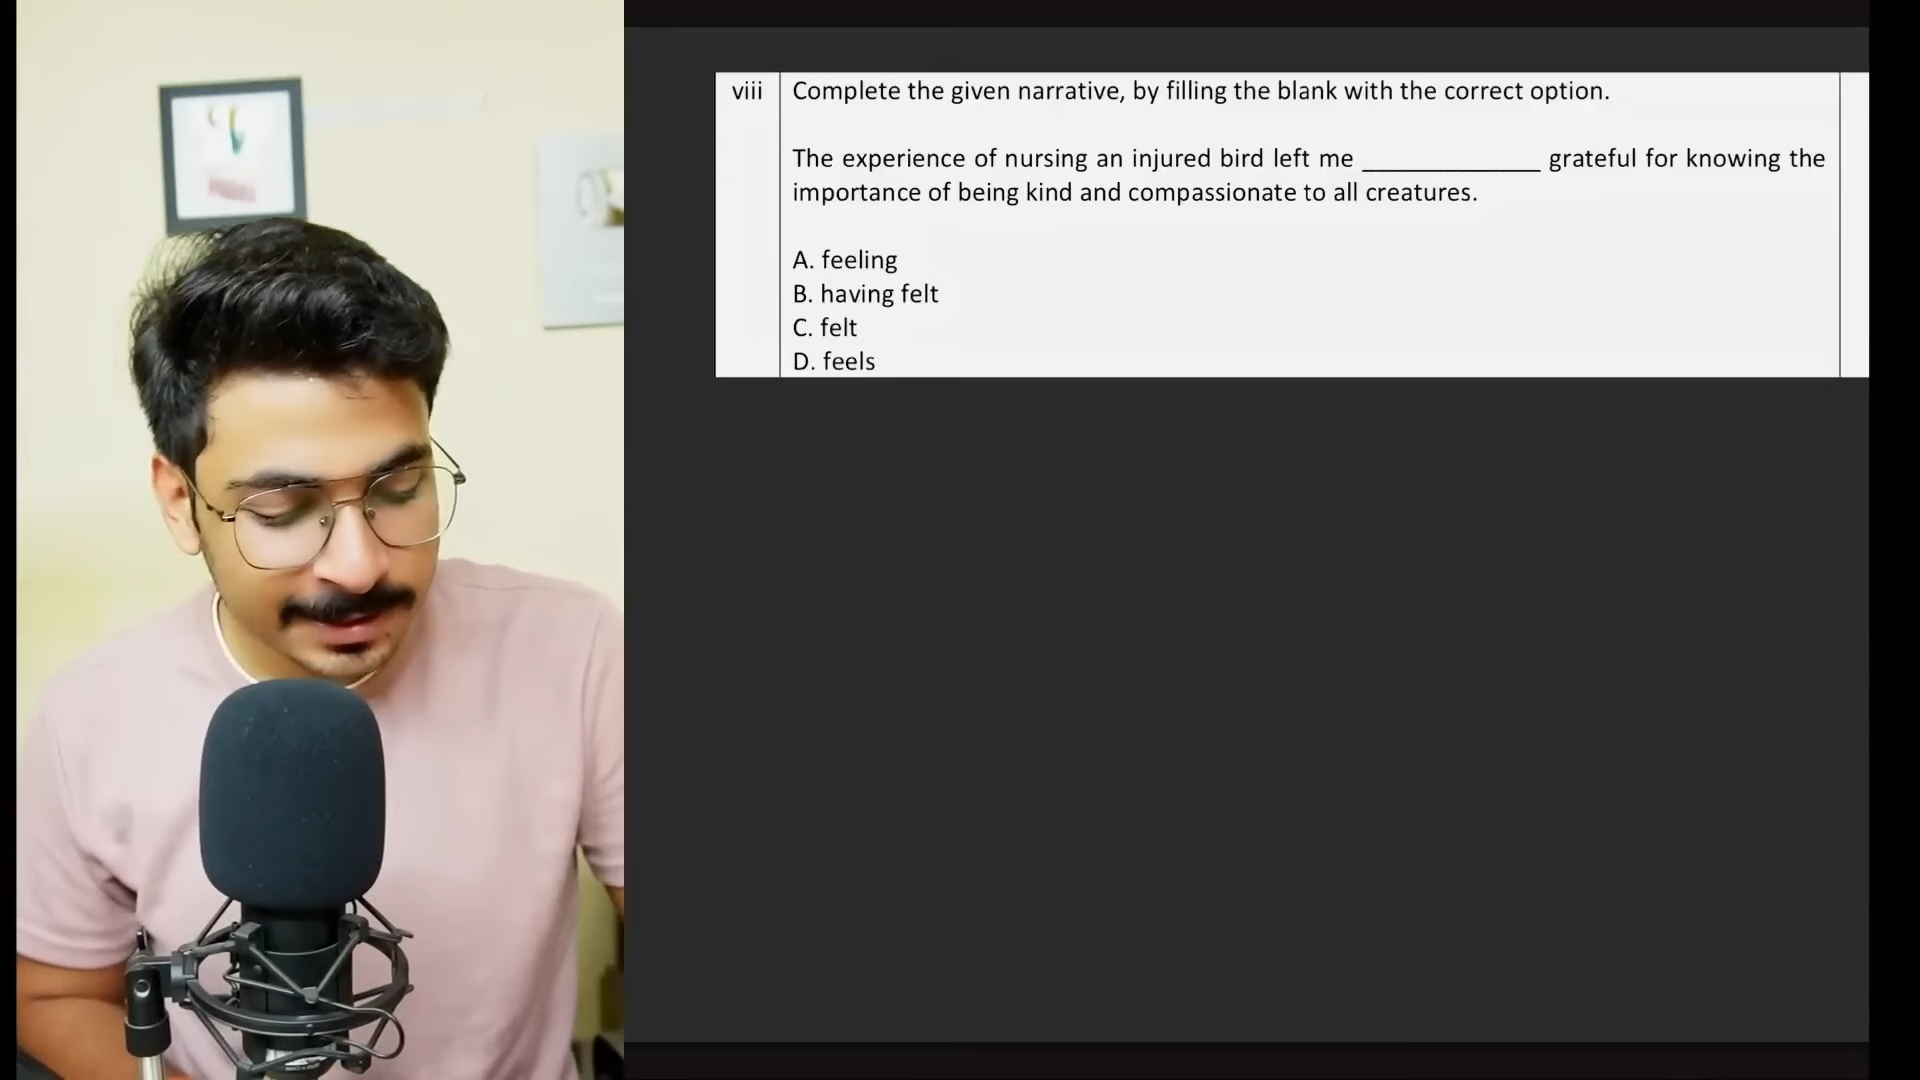 viii Complete the given narrative, by filling the blank with the correct option.
The experience of nursing an injured bird left me ______________ grateful for knowing the
importance of being kind and compassionate to all creatures.
A. feeling
B. having felt
C. felt
D. feels